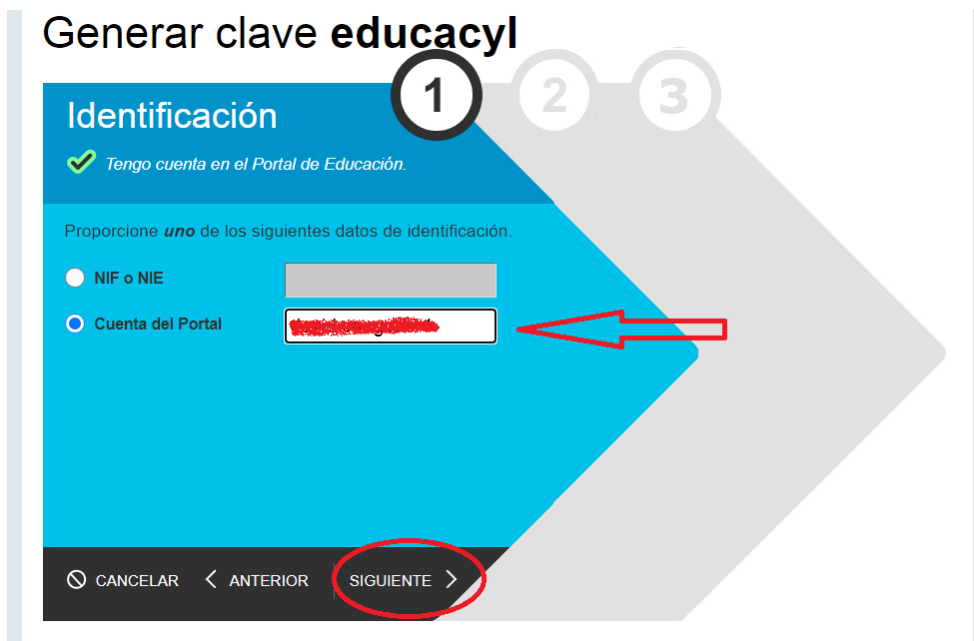 Generar clave educacyl
1 2 3
Identificación
Tengo cuenta en el Portal de Educación.
Proporcione uno de los siguientes datos de identificación.
NIF o NIE
Cuenta del Portal
CANCELAR ANTERIOR SIGUIENTE